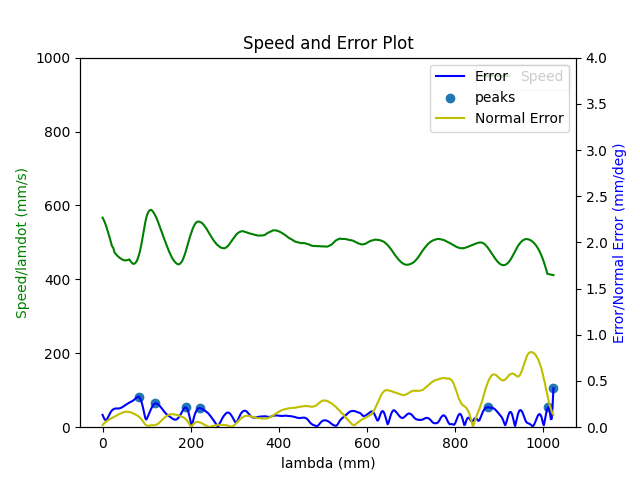 Speed and Error Plot
1000
800
600
400
200
0
Speed/lamdot (mm/s)
4.0
3.5
3.0
2.5
2.0
1.5
1.0
0.5
0.0
Error/Normal Error (mm/deg)
Error
Speed
peaks
Normal Error
0
200
400
600
800
1000
lambda (mm)